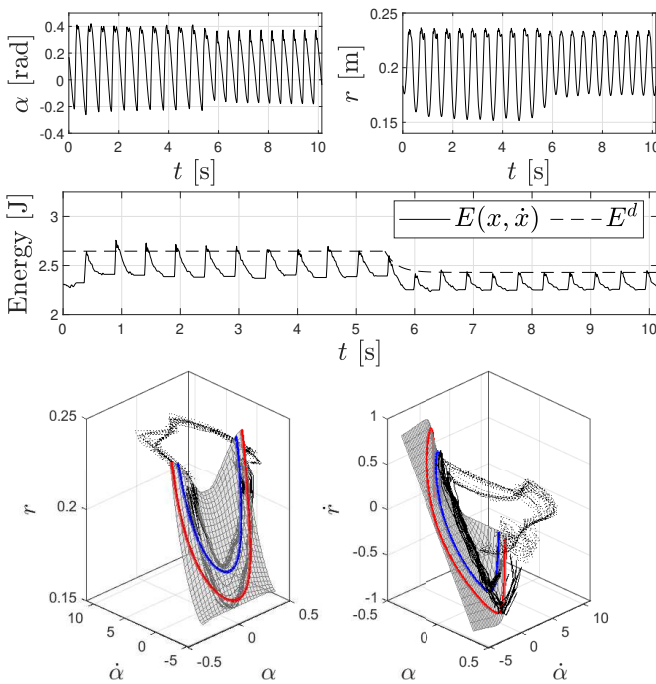 0.4
0.2
0
-0.2
-0.4
α [rad]
0 2 4 6 8 10
t [s]
0.25
0.2
0.15
r [m]
0 2 4 6 8 10
t [s]
3
2.5
2
Energy [J]
E(x, ẋ) E^d
0 1 2 3 4 5 6 7 8 9 10
t [s]
0.25
0.2
0.15
r
10
5
0
-5
α̇
-0.5
0
0.5
α
1
0.5
0
-0.5
-1
ṙ
-0.5
0
0.5
α
-5
0
5
10
α̇